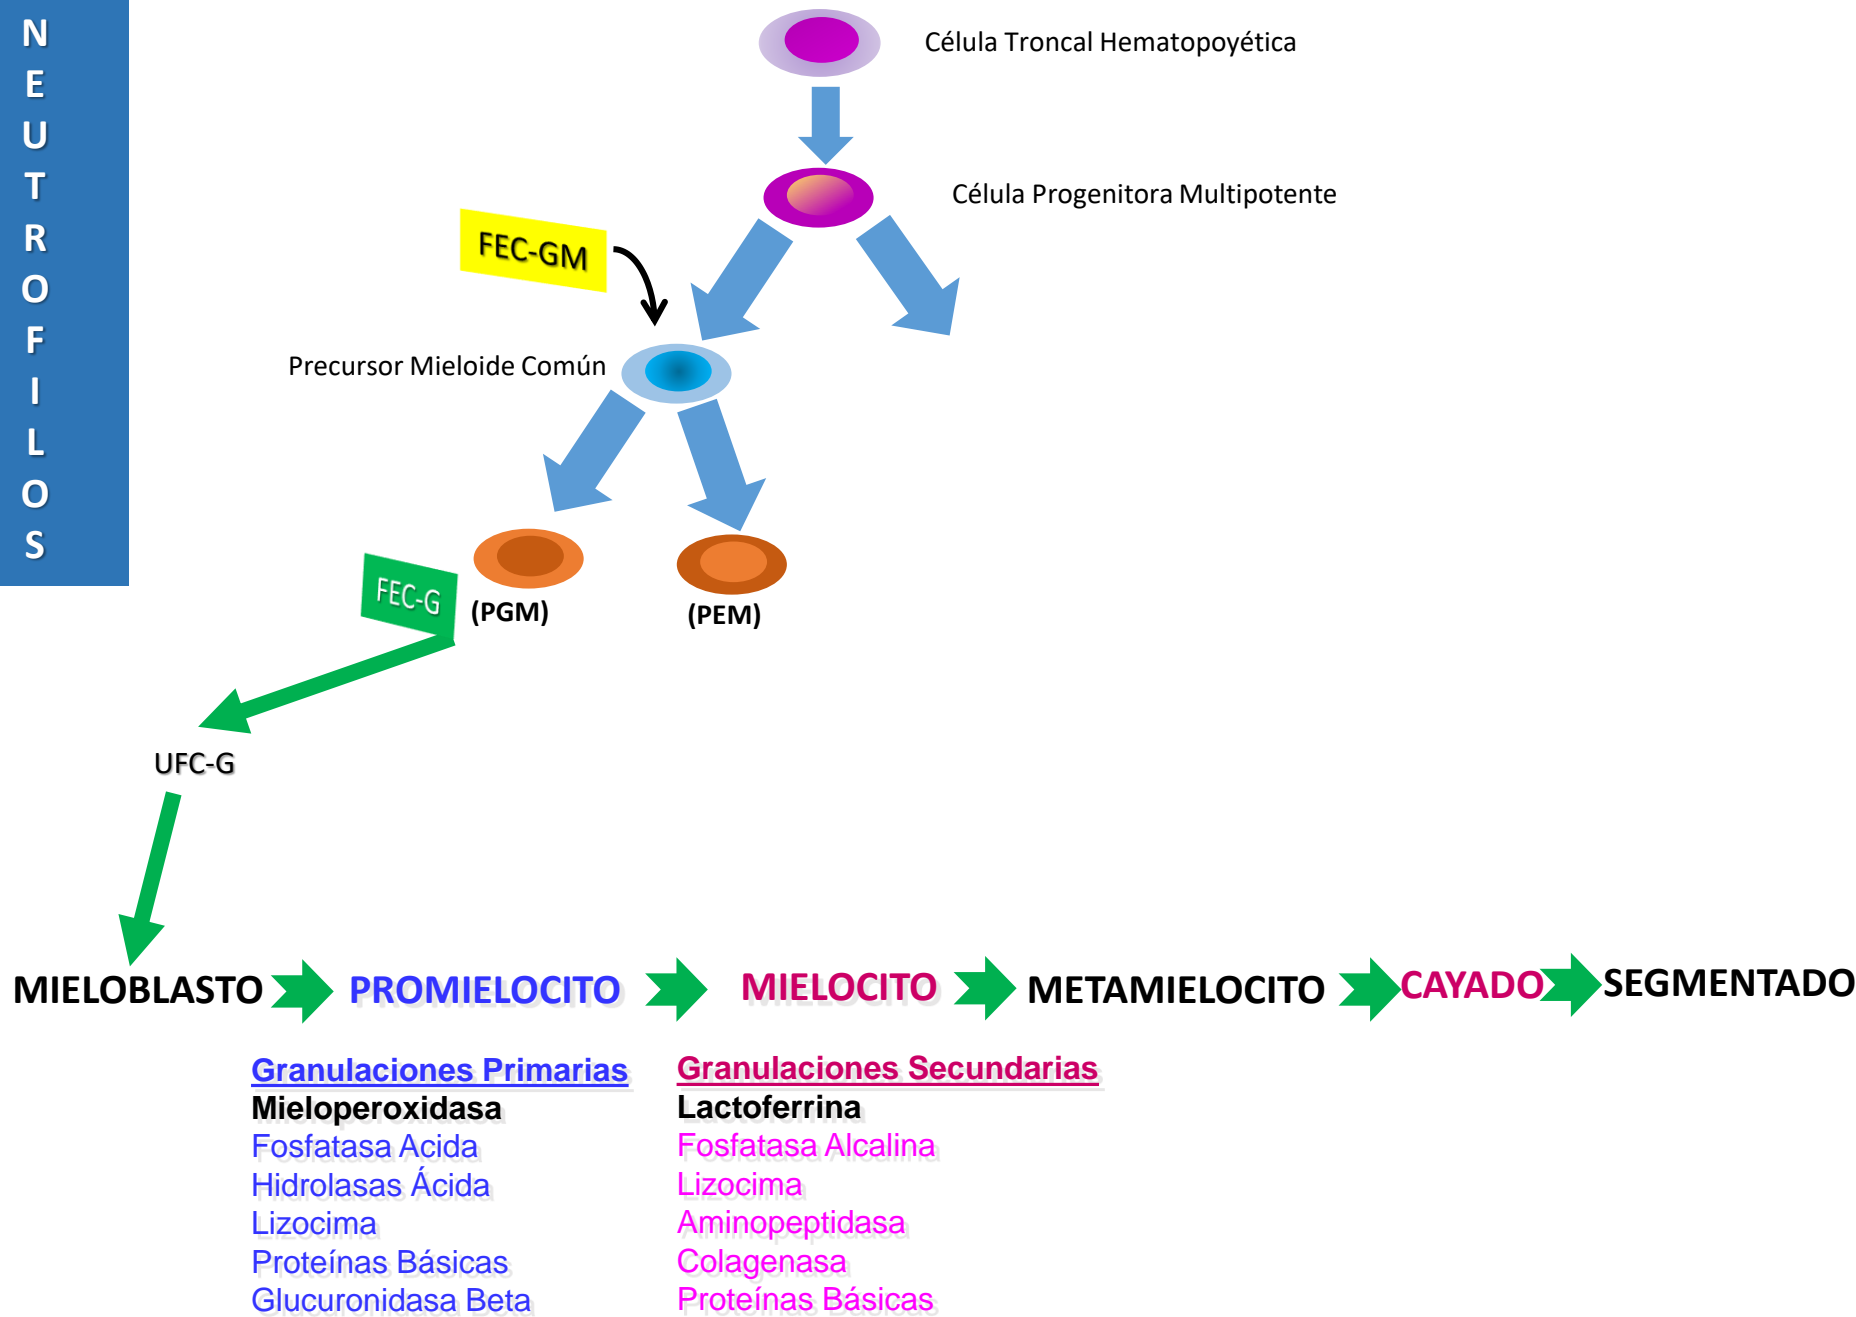 NEUTROFILOS
Célula Troncal Hematopoyética
Célula Progenitora Multipotente
FEC-GM
Precursor Mieloide Común
FEC-G
(PGM)
(PEM)
UFC-G
MIELOBLASTO
PROMIELOCITO
MIELOCITO
METAMIELOCITO
CAYADO
SEGMENTADO
Granulaciones Primarias
Mieloperoxidasa
Fosfatasa Acida
Hidrolasas Ácida
Lizocima
Proteínas Básicas
Glucuronidasa Beta
Granulaciones Secundarias
Lactoferrina
Fosfatasa Alcalina
Lizocima
Aminopeptidasa
Colagenasa
Proteínas Básicas